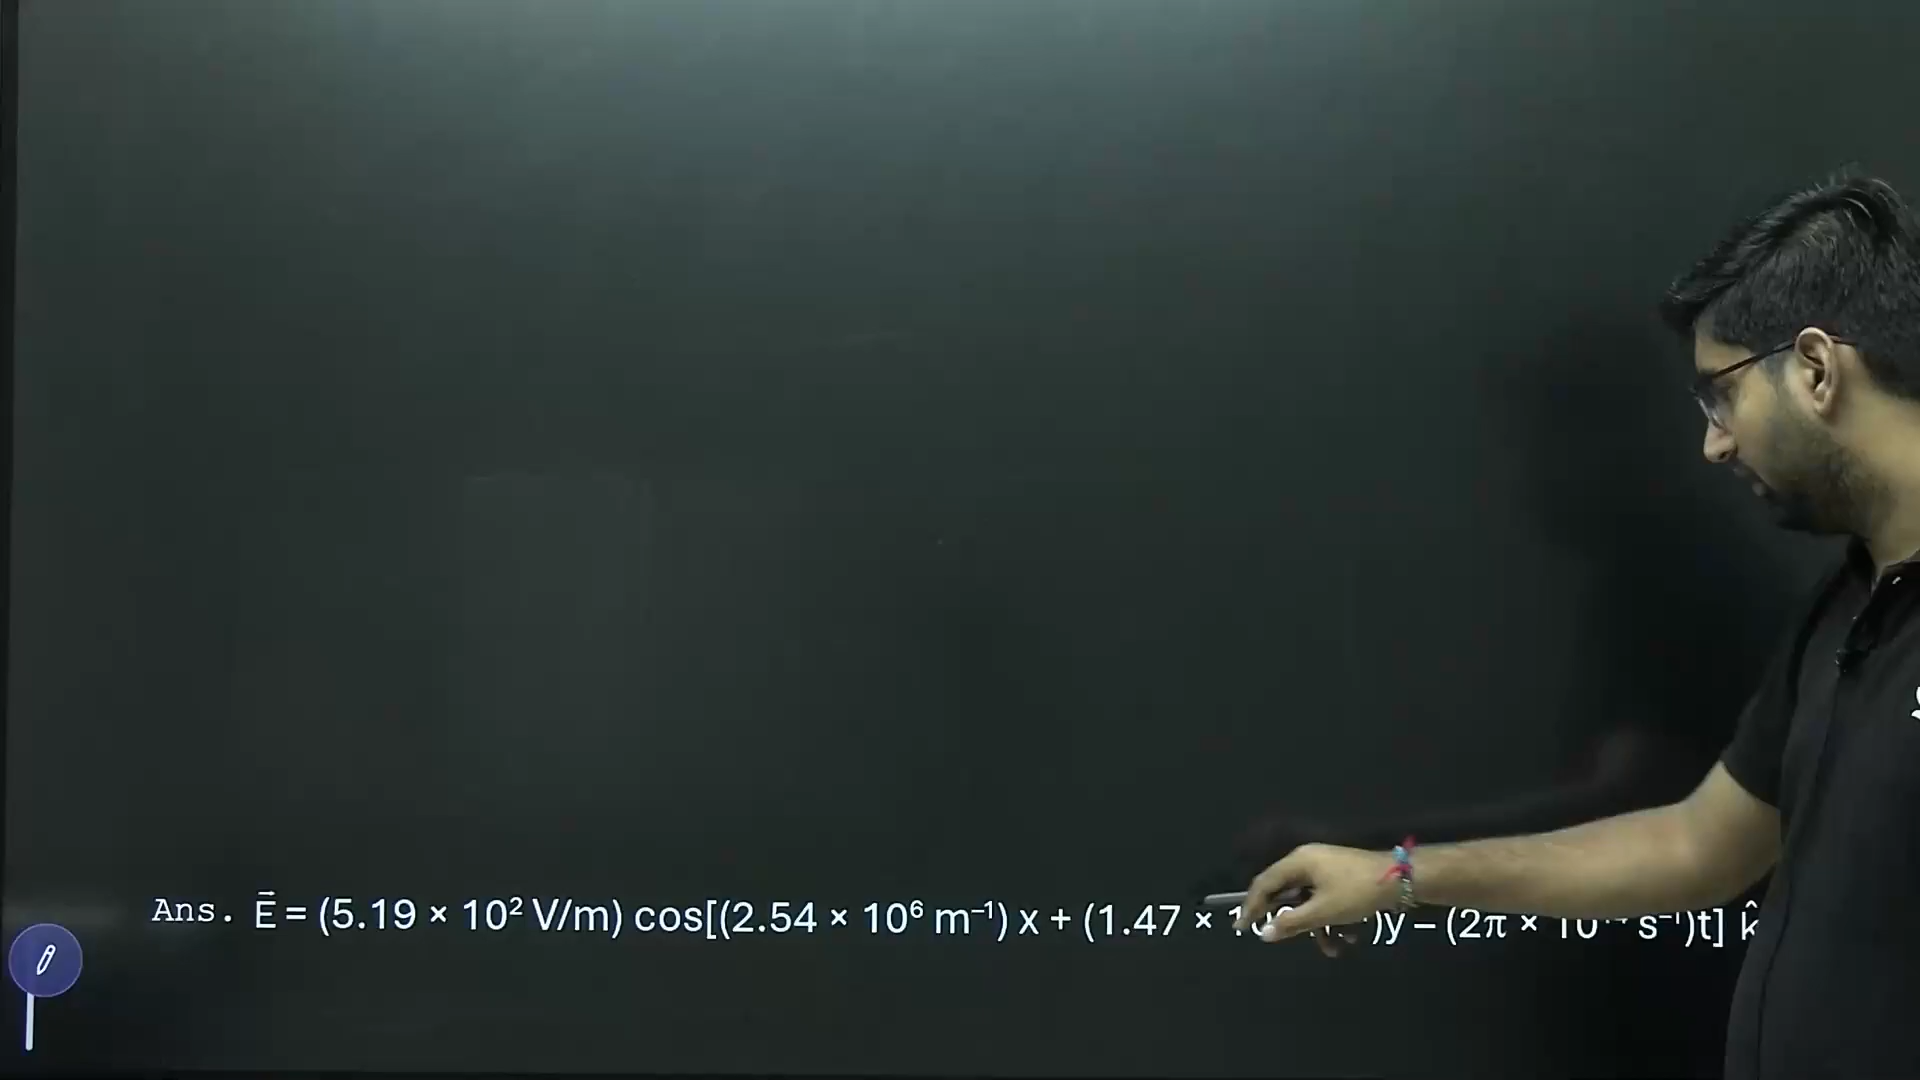 Ans. E⃗ = (5.19 × 10² V/m) cos[(2.54 × 10⁶ m⁻¹) x + (1.47 × )y – (2π × s⁻¹)t] k̂